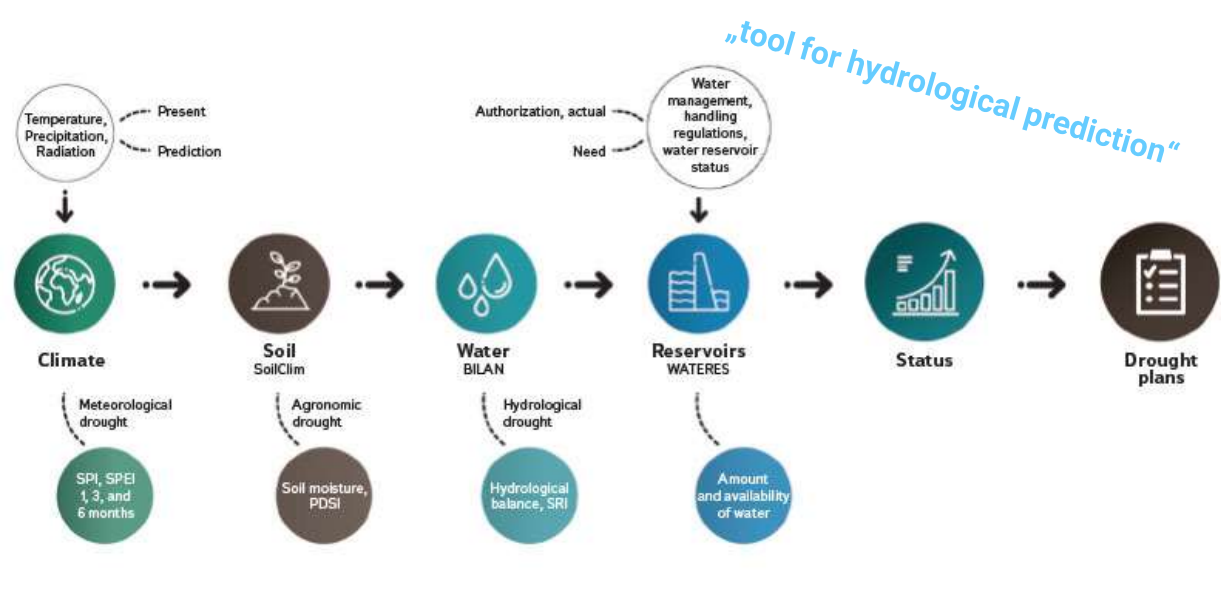 „tool for hydrological prediction“
Temperature,
Precipitation,
Radiation
Present
Prediction
Authorization, actual
Need
Water
management,
handling
regulations,
water reservoir
status
Climate
Soil
SoilClim
Water
BILAN
Reservoirs
WATERES
Status
Drought
plans
Meteorological
drought
Agronomic
drought
Hydrological
drought
SPI, SPEI
1, 3, and
6 months
Soil moisture,
PDSI
Hydrological
balance, SRI
Amount
and availability
of water